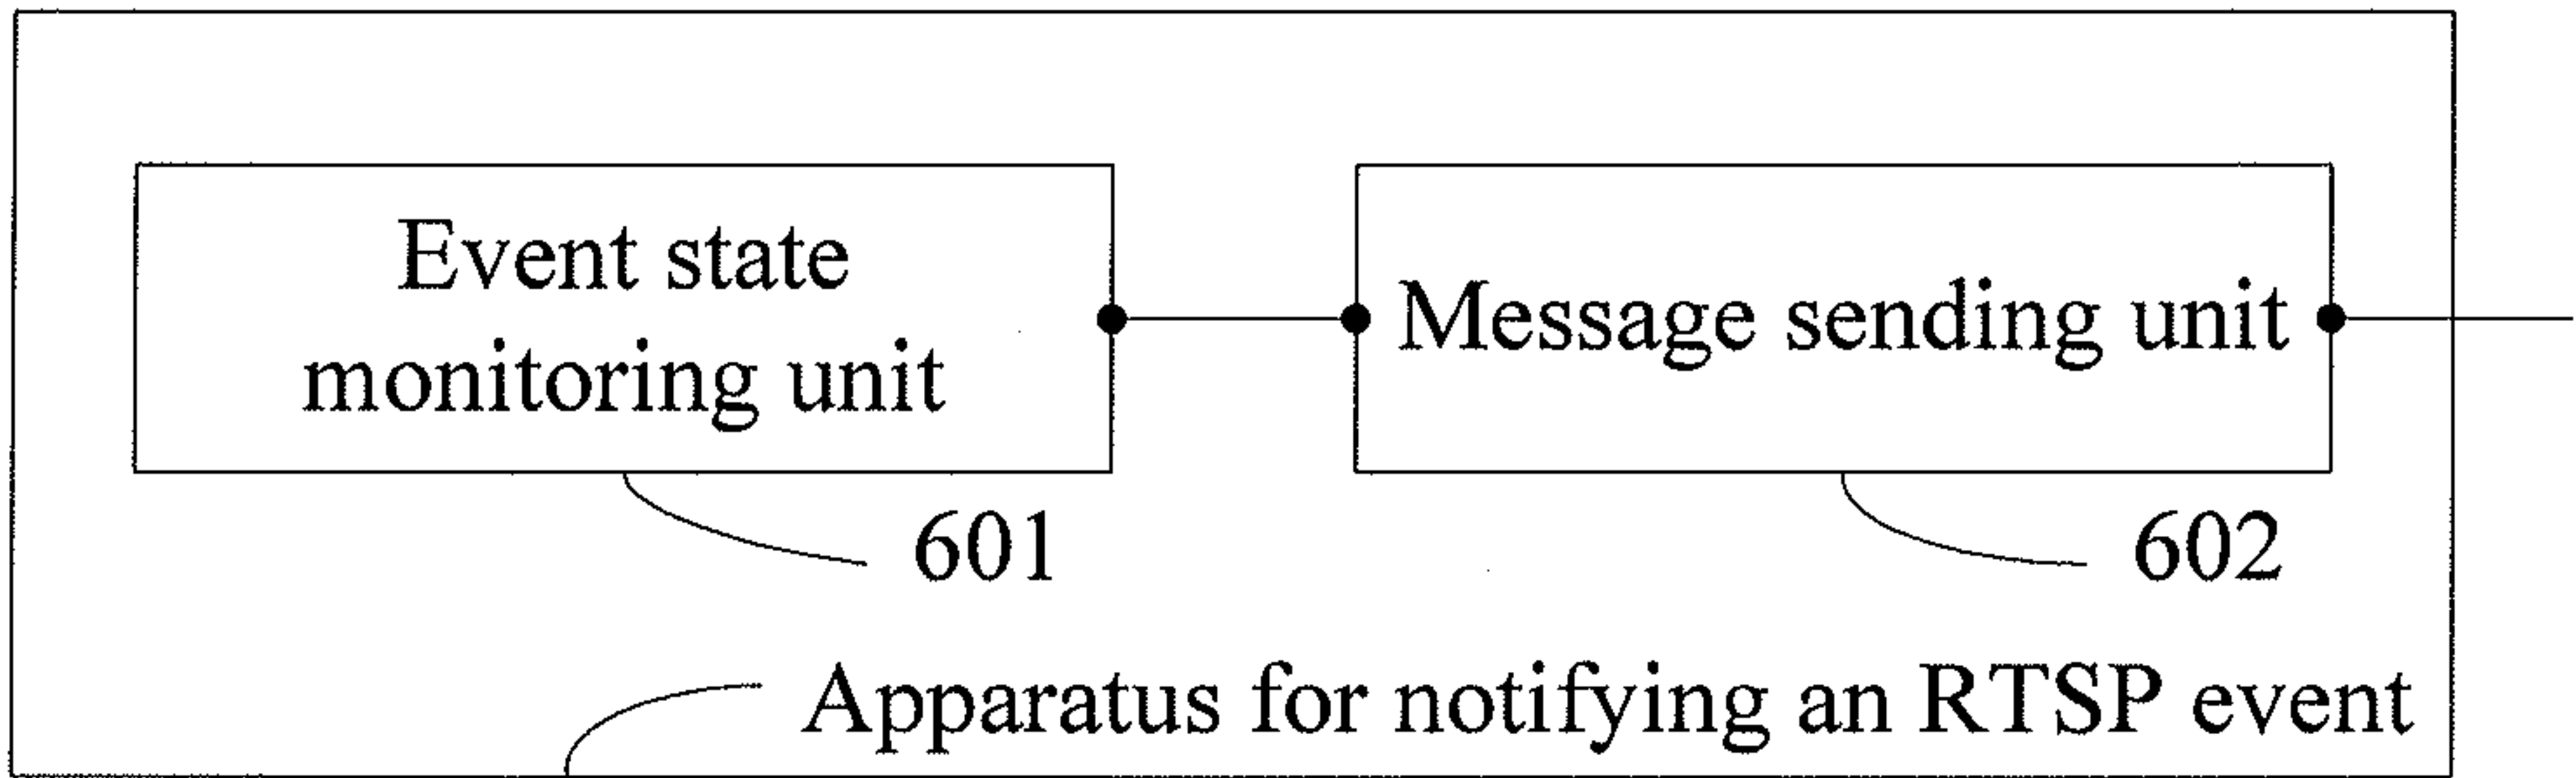 Event state
monitoring unit
Message sending unit
601
602
Apparatus for notifying an RTSP event